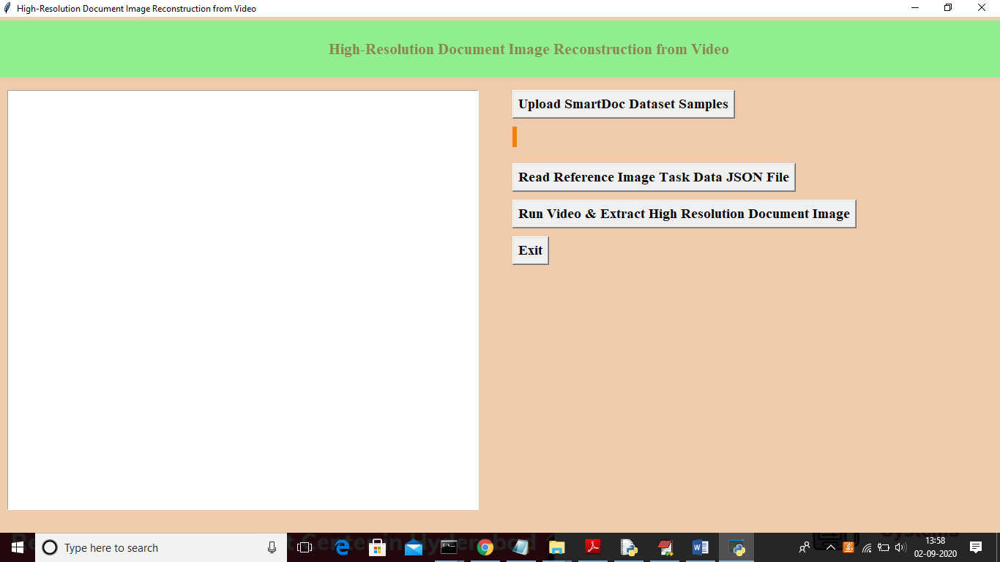 High-Resolution Document Image Reconstruction from Video
High-Resolution Document Image Reconstruction from Video
Upload SmartDoc Dataset Samples
Read Reference Image Task Data JSON File
Run Video & Extract High Resolution Document Image
Exit
Type here to search
13:58
02-09-2020